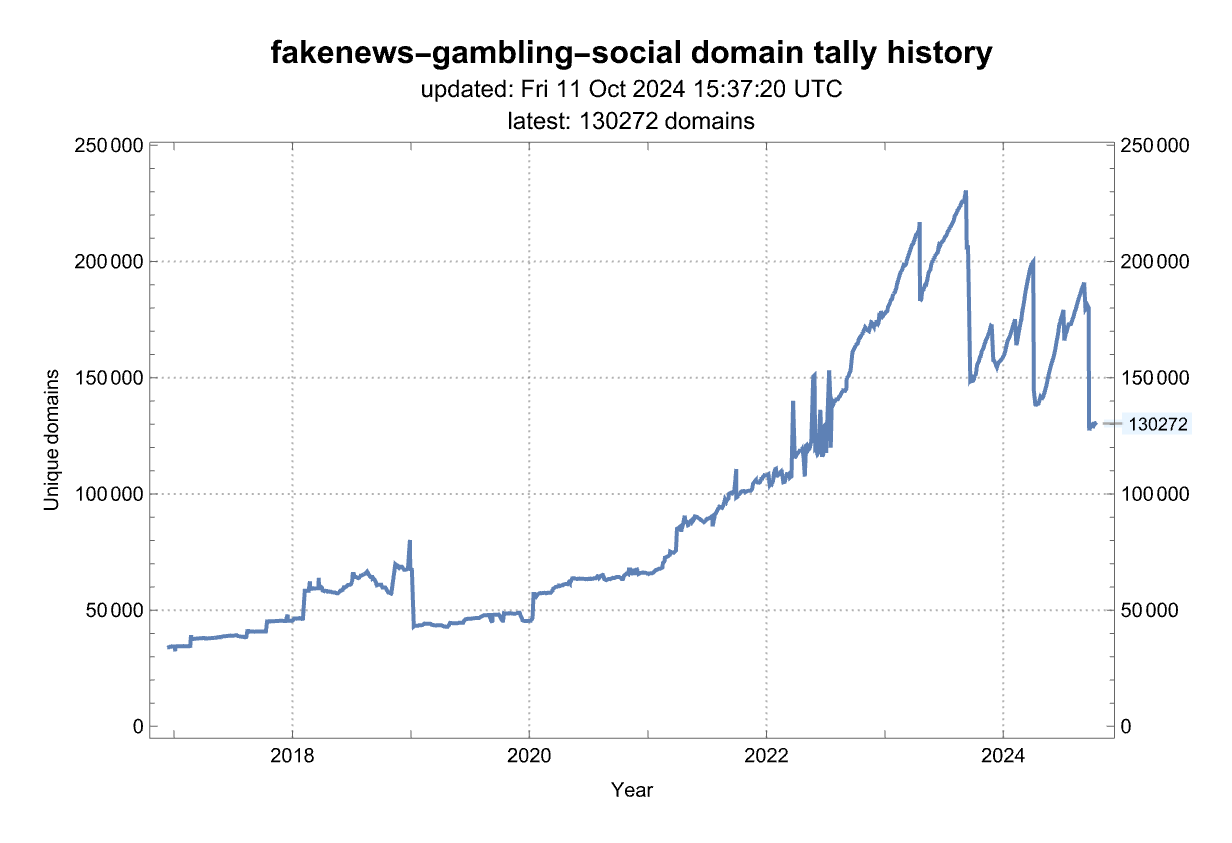 fakenews–gambling–social domain tally history
updated: Fri 11 Oct 2024 15:37:20 UTC
latest: 130272 domains
250 000 250 000
200 000 200 000
150 000 150 000
130272
100 000 100 000
50 000 50 000
0 0
Unique domains
2018 2020 2022 2024
Year